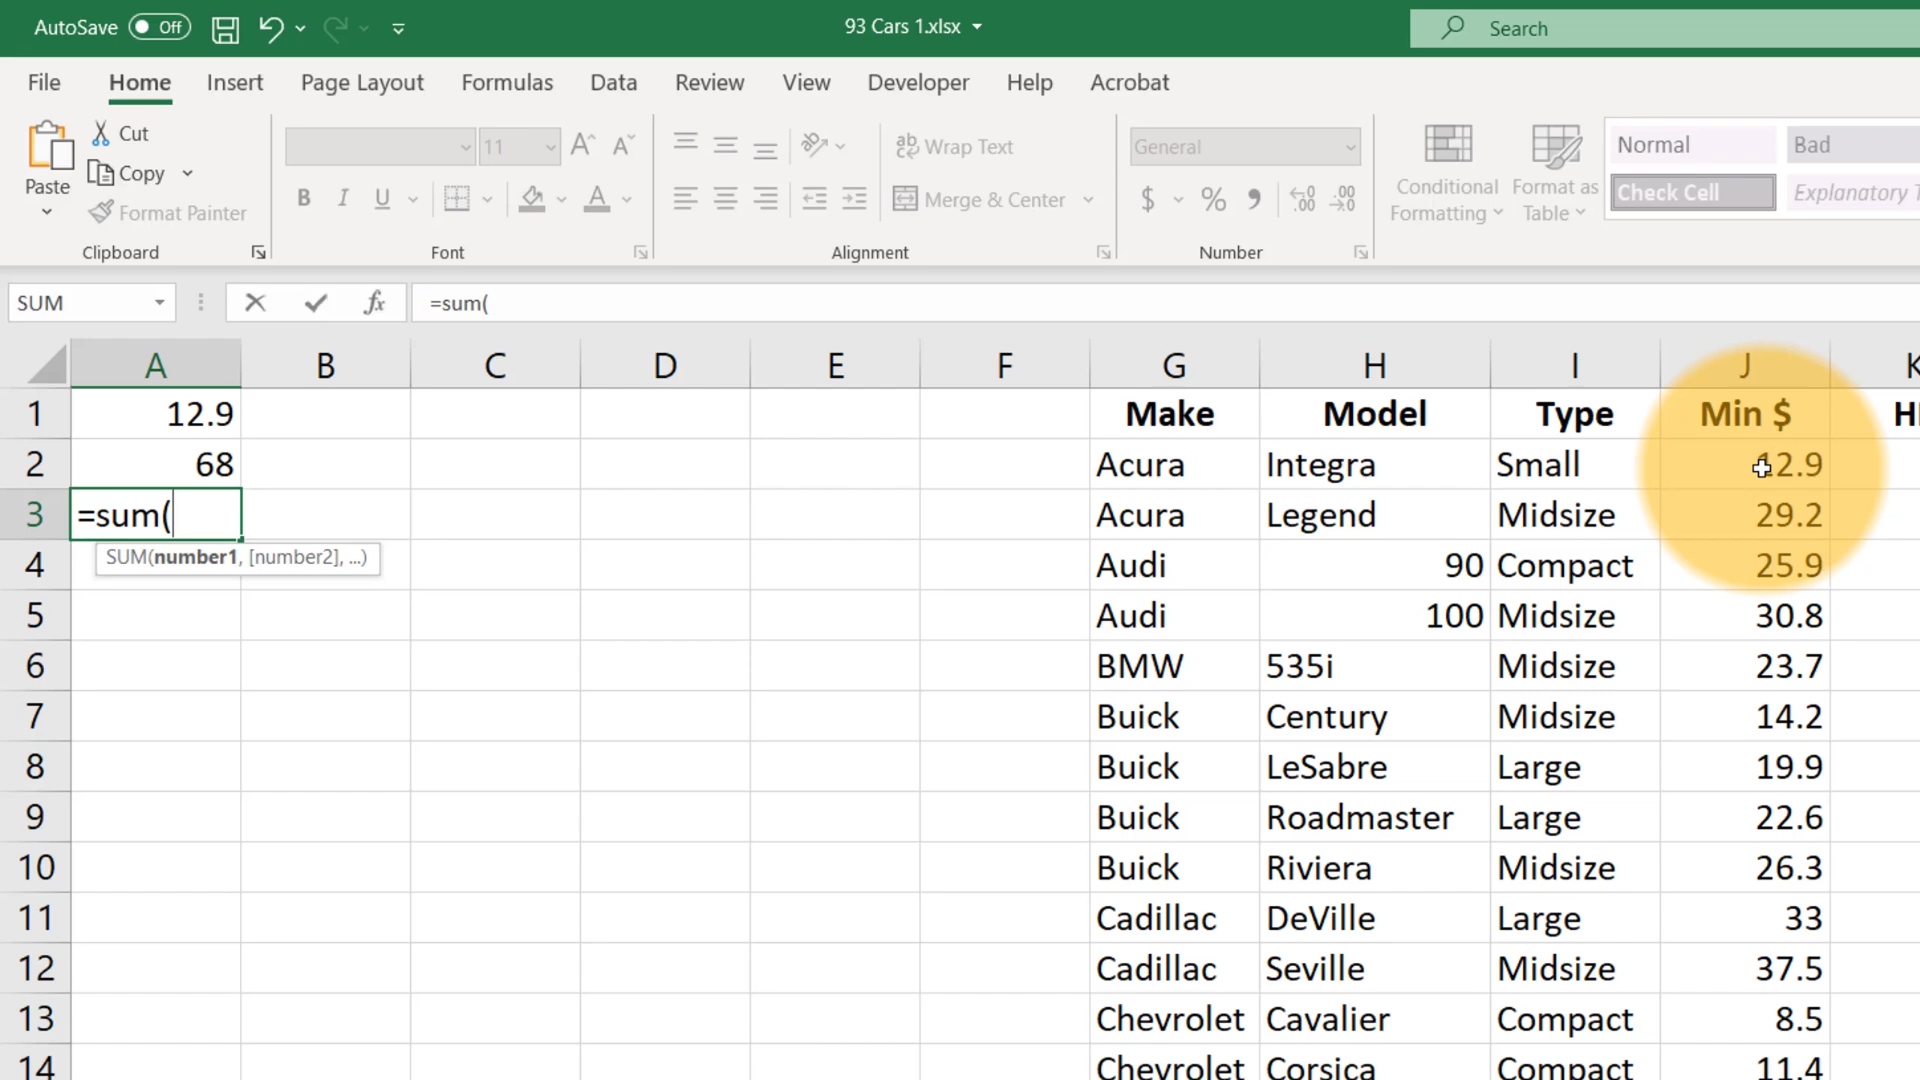 AutoSave Off 93 Cars 1.xlsx Search
File Home Insert Page Layout Formulas Data Review View Developer Help Acrobat
Paste Cut Copy Format Painter
Clipboard
11
B I U A
Font
Wrap Text
Merge & Center
Alignment
General
$ % , .00
Number
Conditional Formatting
Format as Table
Normal Bad
Check Cell Explanatory
SUM fx =sum(
A B C D E F G H I J K
1 12.9 Make Model Type Min $
2 68 Acura Integra Small 12.9
3 =sum( Acura Legend Midsize 29.2
SUM(number1, [number2], ...)
4 Audi 90 Compact 25.9
5 Audi 100 Midsize 30.8
6 BMW 535i Midsize 23.7
7 Buick Century Midsize 14.2
8 Buick LeSabre Large 19.9
9 Buick Roadmaster Large 22.6
10 Buick Riviera Midsize 26.3
11 Cadillac DeVille Large 33
12 Cadillac Seville Midsize 37.5
13 Chevrolet Cavalier Compact 8.5
14 Chevrolet Corsica Compact 11.4